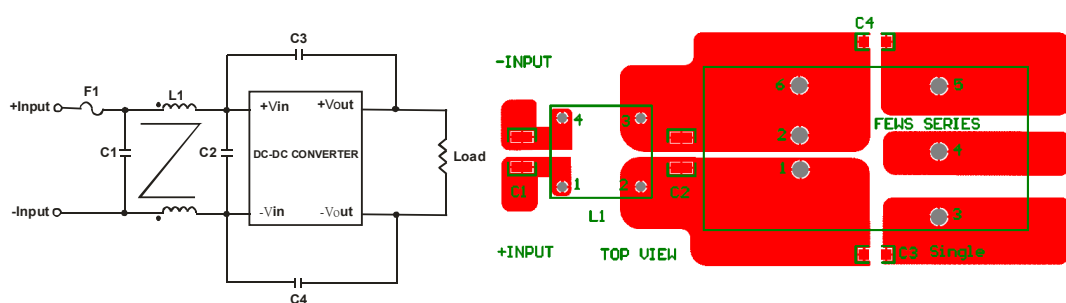 C3
F1
L1
+Input
+Vin
+Vout
C1
C2
DC-DC CONVERTER
Load
-Input
-Vin
-Vout
C4
C4
-INPUT
6
5
4
3
2
FEWS SERIES
4
1
C1
1
2
C2
L1
3
+INPUT
TOP VIEW
C3
Single